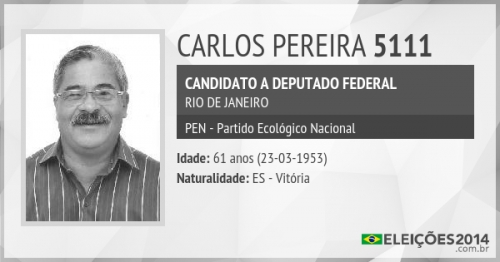 CARLOS PEREIRA 5111
CANDIDATO A DEPUTADO FEDERAL
RIO DE JANEIRO
PEN - Partido Ecológico Nacional
Idade: 61 anos (23-03-1953)
Naturalidade: ES - Vitória
ELEIÇÕES2014
.com.br